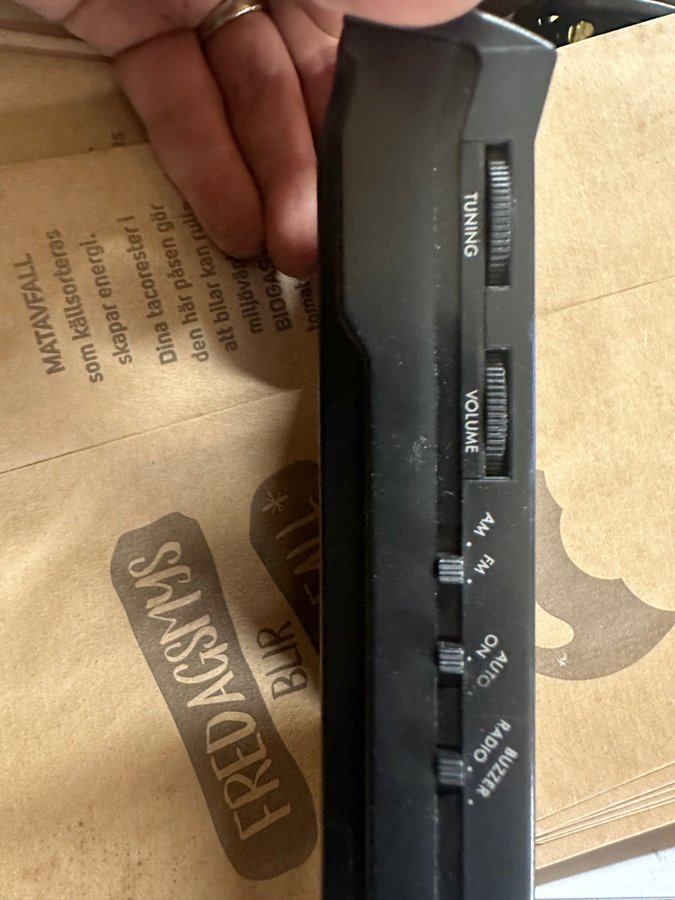 TUNING
VOLUME
AM
FM
ON
AUTO
RADIO
BUZZER
MATAVFALL
som källsorteras
skapar energi.
Dina tacorester i
den här påsen gör
att bilar kan
BIOGAS
FREDAGSMYS
BLIR